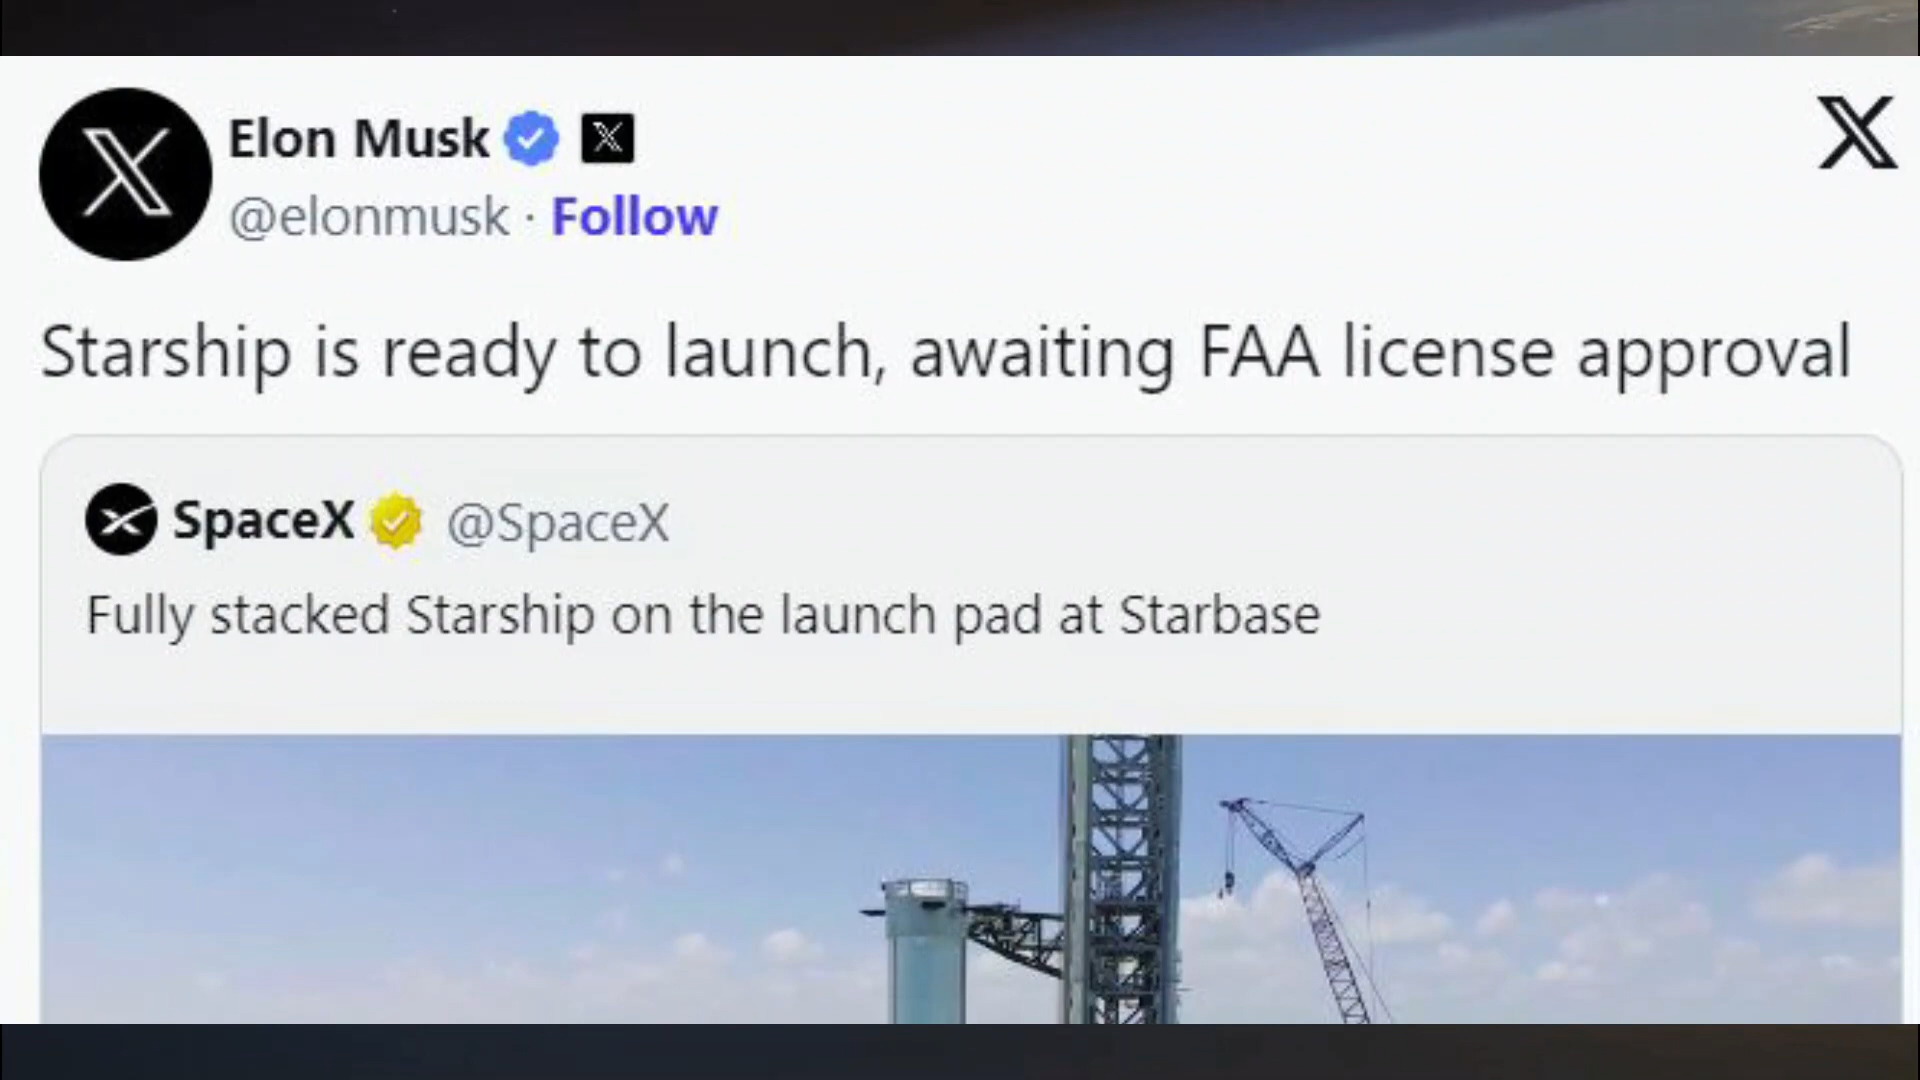 Elon Musk
@elonmusk · Follow
Starship is ready to launch, awaiting FAA license approval
SpaceX @SpaceX
Fully stacked Starship on the launch pad at Starbase